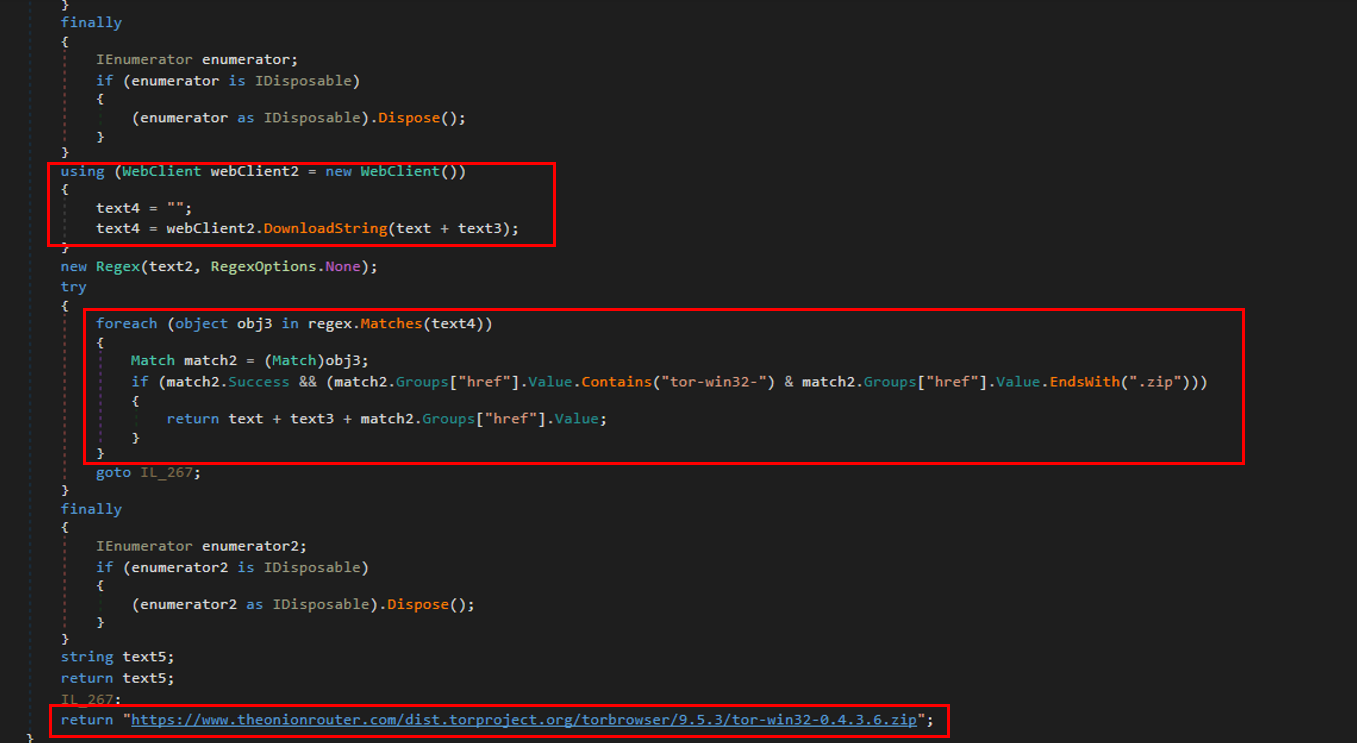 }
finally
{
IEnumerator enumerator;
if (enumerator is IDisposable)
{
(enumerator as IDisposable).Dispose();
}
}
using (WebClient webClient2 = new WebClient())
{
text4 = "";
text4 = webClient2.DownloadString(text + text3);
}
new Regex(text2, RegexOptions.None);
try
{
foreach (object obj3 in regex.Matches(text4))
{
Match match2 = (Match)obj3;
if (match2.Success && (match2.Groups["href"].Value.Contains("tor-win32-") & match2.Groups["href"].Value.EndsWith(".zip")))
{
return text + text3 + match2.Groups["href"].Value;
}
}
goto IL_267;
}
finally
{
IEnumerator enumerator2;
if (enumerator2 is IDisposable)
{
(enumerator2 as IDisposable).Dispose();
}
}
string text5;
return text5;
IL_267:
return "https://www.theonionrouter.com/dist.torproject.org/torbrowser/9.5.3/tor-win32-0.4.3.6.zip";
}